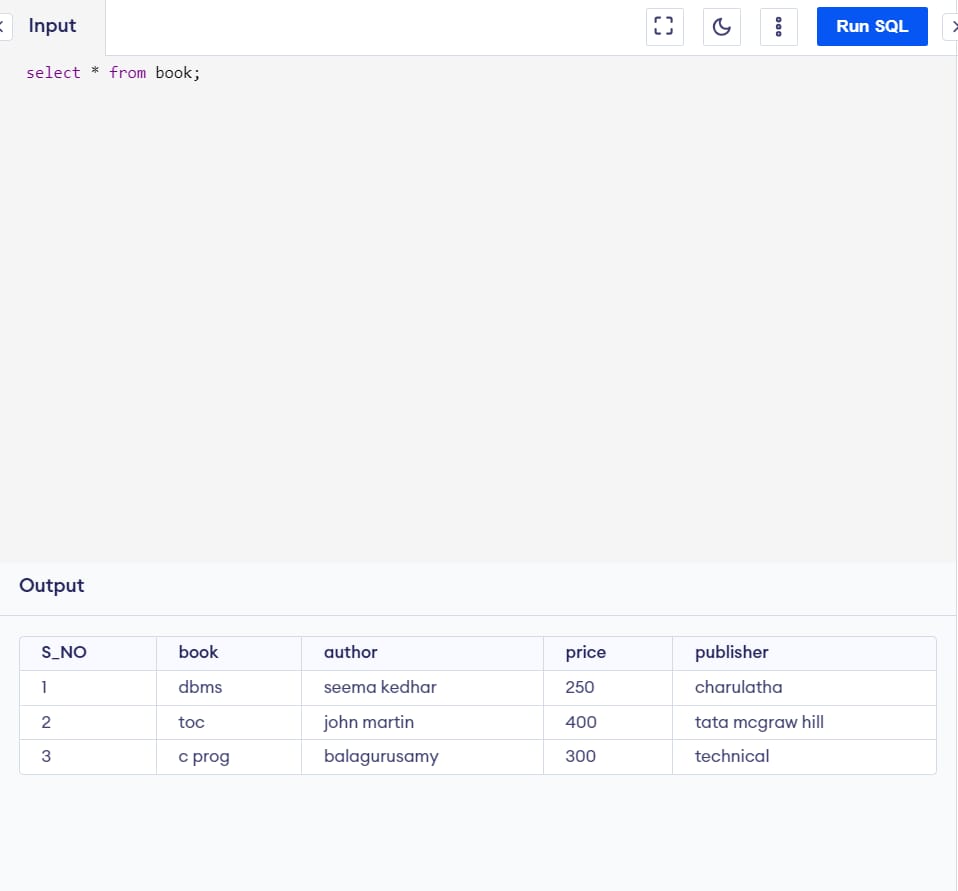 Input
Run SQL
select * from book;
Output
S_NO book author price publisher
1 dbms seema kedhar 250 charulatha
2 toc john martin 400 tata mcgraw hill
3 c prog balagurusamy 300 technical